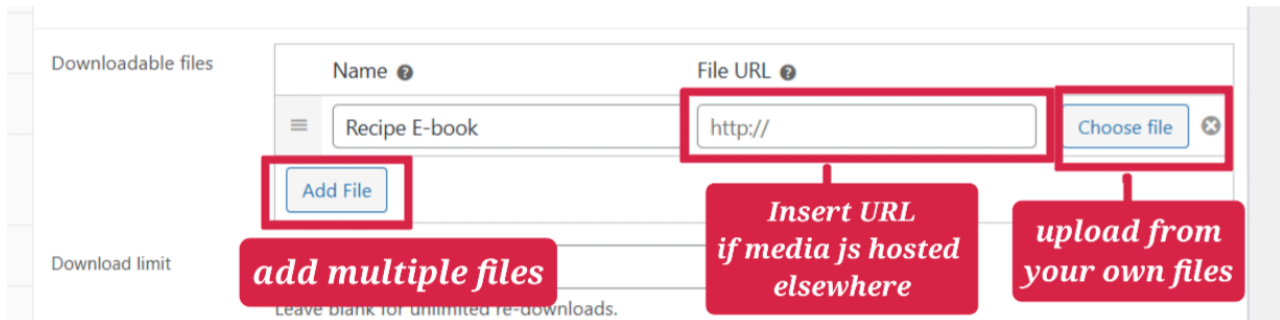 Downloadable files
Name
File URL
Recipe E-book
http://
Choose file
Add File
Insert URL
if media js hosted
elsewhere
upload from
your own files
add multiple files
Download limit
Leave blank for unlimited re-downloads.